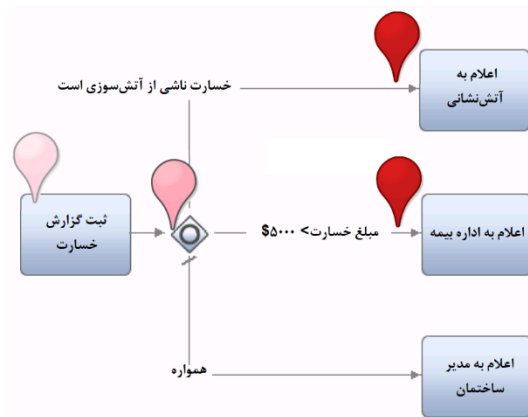 اعلام به
آتش‌نشانی
خسارت ناشی از آتش‌سوزی است
ثبت گزارش
خسارت
مبلغ خسارت> ۵۰۰۰$
اعلام به اداره بیمه
اعلام به مدیر
ساختمان
همواره